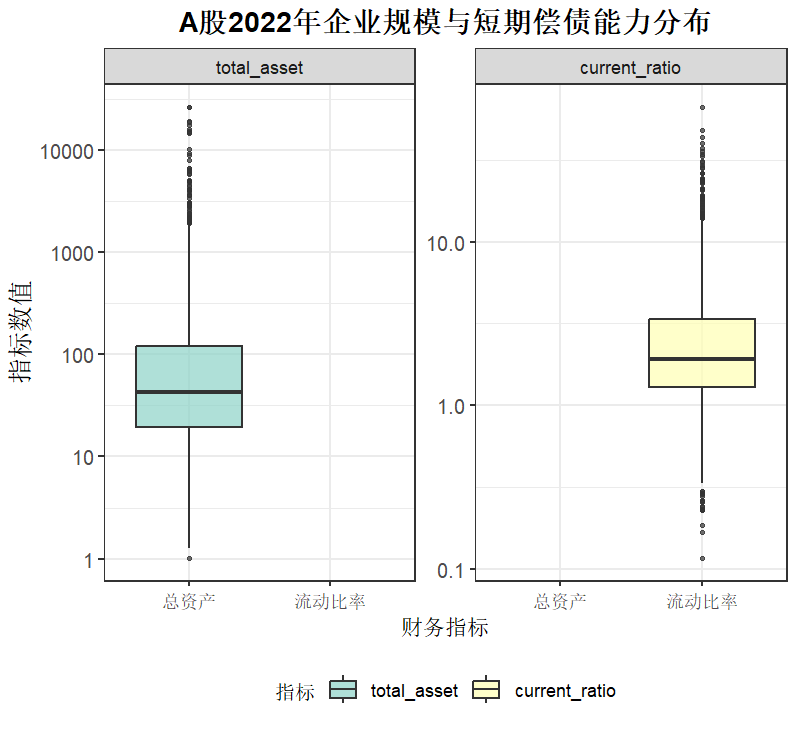 A股2022年企业规模与短期偿债能力分布
total_asset
current_ratio
指标数值
10000
1000
100
10
1
10.0
1.0
0.1
总资产
流动比率
总资产
流动比率
财务指标
指标 total_asset current_ratio